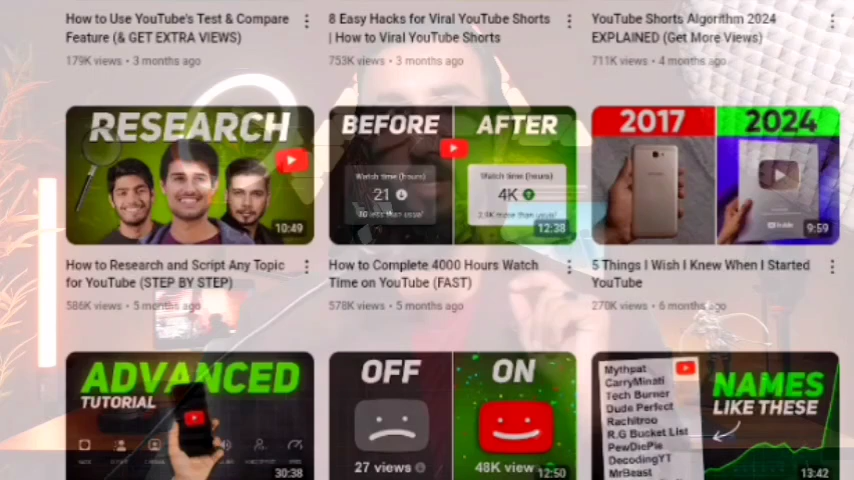 How to Use YouTube's Test & Compare
Feature (& GET EXTRA VIEWS)
179K views • 3 months ago
8 Easy Hacks for Viral YouTube Shorts
| How to Viral YouTube Shorts
753K views • 3 months ago
YouTube Shorts Algorithm 2024
EXPLAINED (Get More Views)
711K views • 4 months ago
RESEARCH
10:49
How to Research and Script Any Topic
for YouTube (STEP BY STEP)
586K views • 5 months ago
BEFORE
AFTER
Watch time (hours)
21
Watch time (hours)
4K
12:38
How to Complete 4000 Hours Watch
Time on YouTube (FAST)
578K views • 5 months ago
2017
2024
9:59
5 Things I Wish I Knew When I Started
YouTube
270K views • 6 months ago
ADVANCED
TUTORIAL
30:38
OFF
ON
27 views
48K view
12:50
Mythpat
CarryMinati
Tech Burner
Dude Perfect
Rachitroo
R.G Bucket List
PewDiePie
DecodingYT
MrBeast
NAMES
LIKE THESE
13:42